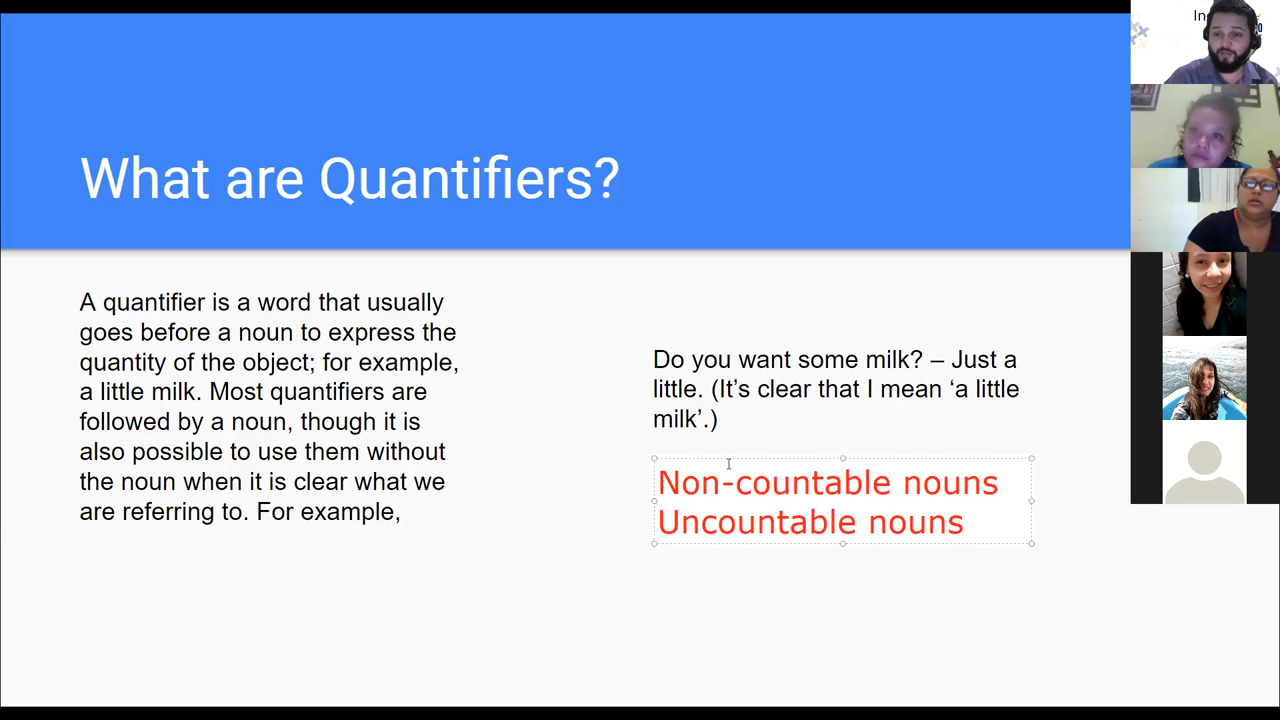 What are Quantifiers?
A quantifier is a word that usually
goes before a noun to express the
quantity of the object; for example,
a little milk. Most quantifiers are
followed by a noun, though it is
also possible to use them without
the noun when it is clear what we
are referring to. For example,
Do you want some milk? – Just a
little. (It’s clear that I mean ‘a little
milk’.)
Non-countable nouns
Uncountable nouns